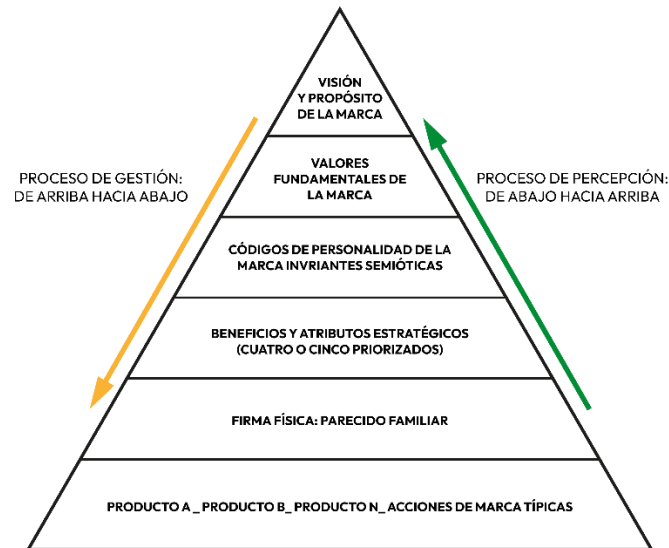 VISIÓN
Y PROPÓSITO
DE LA MARCA
PROCESO DE GESTIÓN:
DE ARRIBA HACIA ABAJO
VALORES
FUNDAMENTALES DE
LA MARCA
PROCESO DE PERCEPCIÓN:
DE ABAJO HACIA ARRIBA
CÓDIGOS DE PERSONALIDAD DE LA
MARCA INVRIANTES SEMIÓTICAS
BENEFICIOS Y ATRIBUTOS ESTRATÉGICOS
(CUATRO O CINCO PRIORIZADOS)
FIRMA FÍSICA: PARECIDO FAMILIAR
PRODUCTO A _ PRODUCTO B_ PRODUCTO N_ ACCIONES DE MARCA TÍPICAS